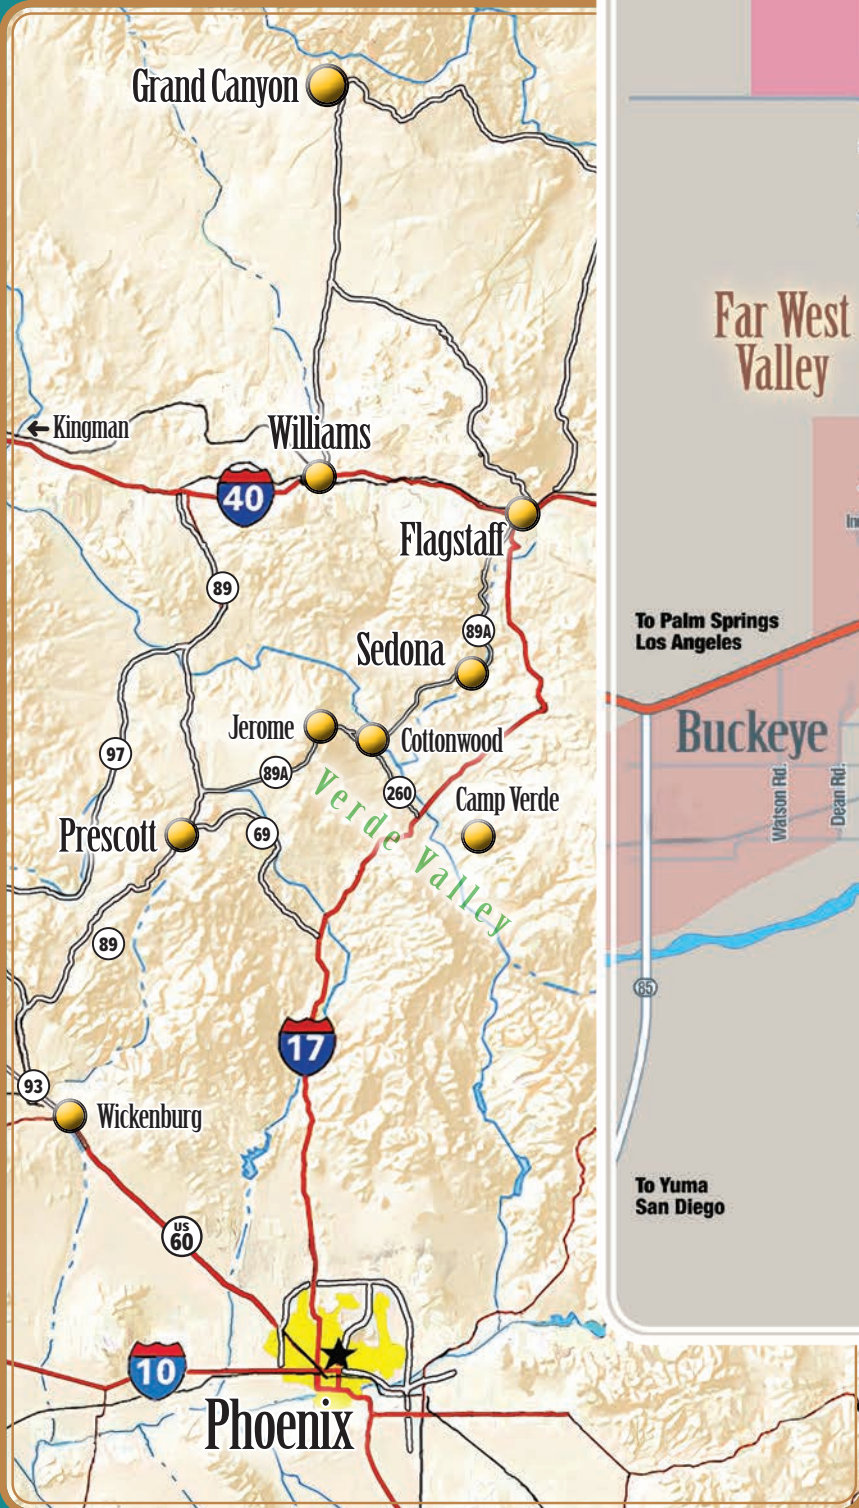 Grand Canyon
Kingman
Williams
40
Flagstaff
89
89A
Sedona
Jerome
Cottonwood
97
89A
260
Camp Verde
Verde Valley
Prescott
69
89
17
93
Wickenburg
US
60
10
Phoenix
Far West
Valley
To Palm Springs
Los Angeles
Buckeye
Watson Rd.
Dean Rd.
85
To Yuma
San Diego